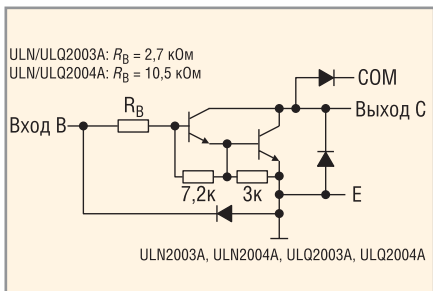 ULN/ULQ2003A: RB = 2,7 кОм
ULN/ULQ2004A: RB = 10,5 кОм
COM
RB
Вход B
Выход C
7,2к
3к
E
ULN2003A, ULN2004A, ULQ2003A, ULQ2004A